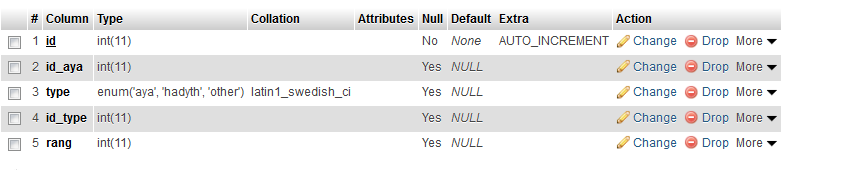 # Column Type Collation Attributes Null Default Extra Action
1 id int(11) No None AUTO_INCREMENT Change Drop More
2 id_aya int(11) Yes NULL Change Drop More
3 type enum('aya', 'hadyth', 'other') latin1_swedish_ci Yes NULL Change Drop More
4 id_type int(11) Yes NULL Change Drop More
5 rang int(11) Yes NULL Change Drop More